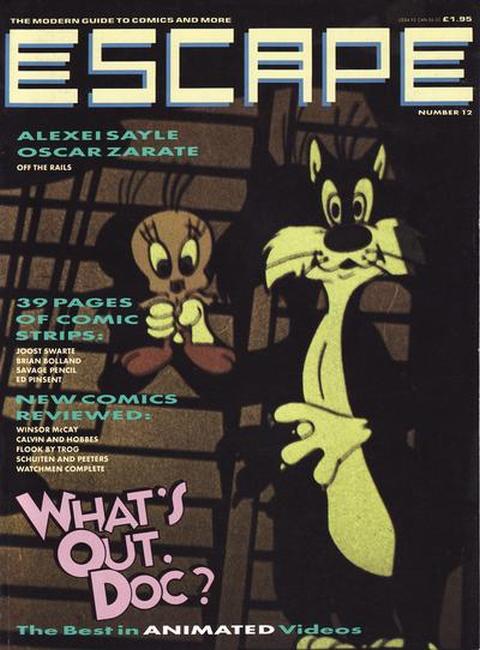 THE MODERN GUIDE TO COMICS AND MORE
£1.95
ESCAPE
NUMBER 12
ALEXEI SAYLE
OSCAR ZARATE
OFF THE RAILS
39 PAGES
OF COMIC
STRIPS:
JOOST SWARTE
BRIAN BOLLAND
SAVAGE PENCIL
ED PINSENT
NEW COMICS
REVIEWED:
WINSOR McCAY
CALVIN AND HOBBES
FLOOK BY TROG
SCHUITEN AND PEETERS
WATCHMEN COMPLETE
WHAT'S
OUT.
DOC?
The Best in ANIMATED Videos